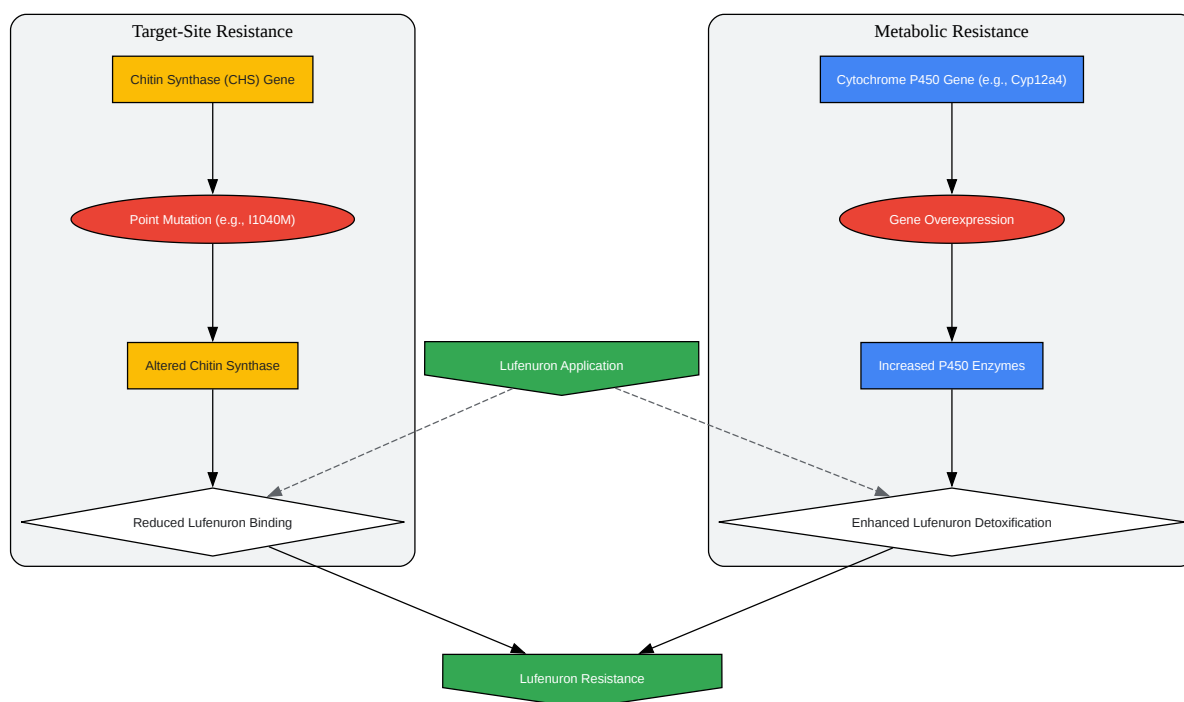 Target-Site Resistance
Chitin Synthase (CHS) Gene
Point Mutation (e.g., I1040M)
Altered Chitin Synthase
Reduced Lufenuron Binding
Lufenuron Application
Metabolic Resistance
Cytochrome P450 Gene (e.g., Cyp12a4)
Gene Overexpression
Increased P450 Enzymes
Enhanced Lufenuron Detoxification
Lufenuron Resistance